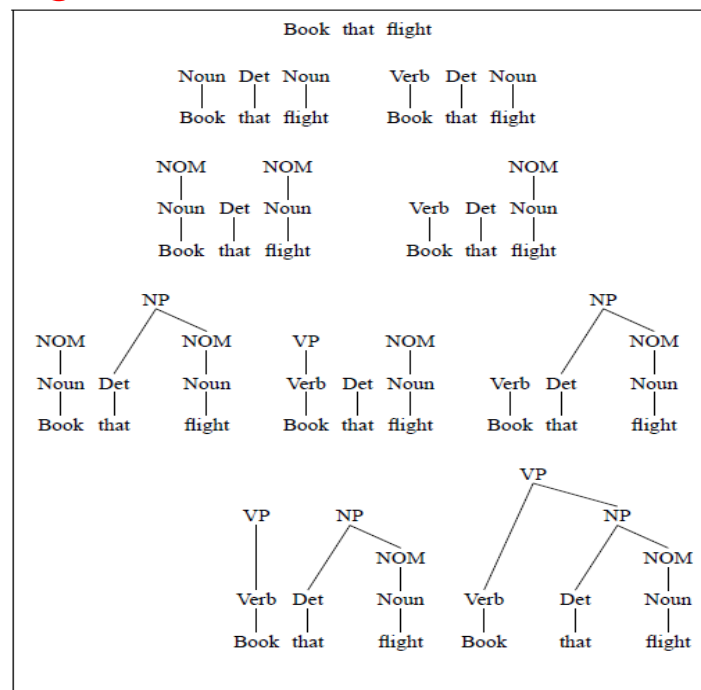 Book that flight
Noun Det Noun Verb Det Noun
Book that flight Book that flight
NOM NOM NOM
Noun Det Noun Verb Det Noun
Book that flight Book that flight
NP NP
NOM NOM VP NOM NOM
Noun Det Noun Verb Det Noun Verb Det Noun
Book that flight Book that flight Book that flight
VP
VP NP NP
NOM NOM
Verb Det Noun Verb Det Noun
Book that flight Book that flight